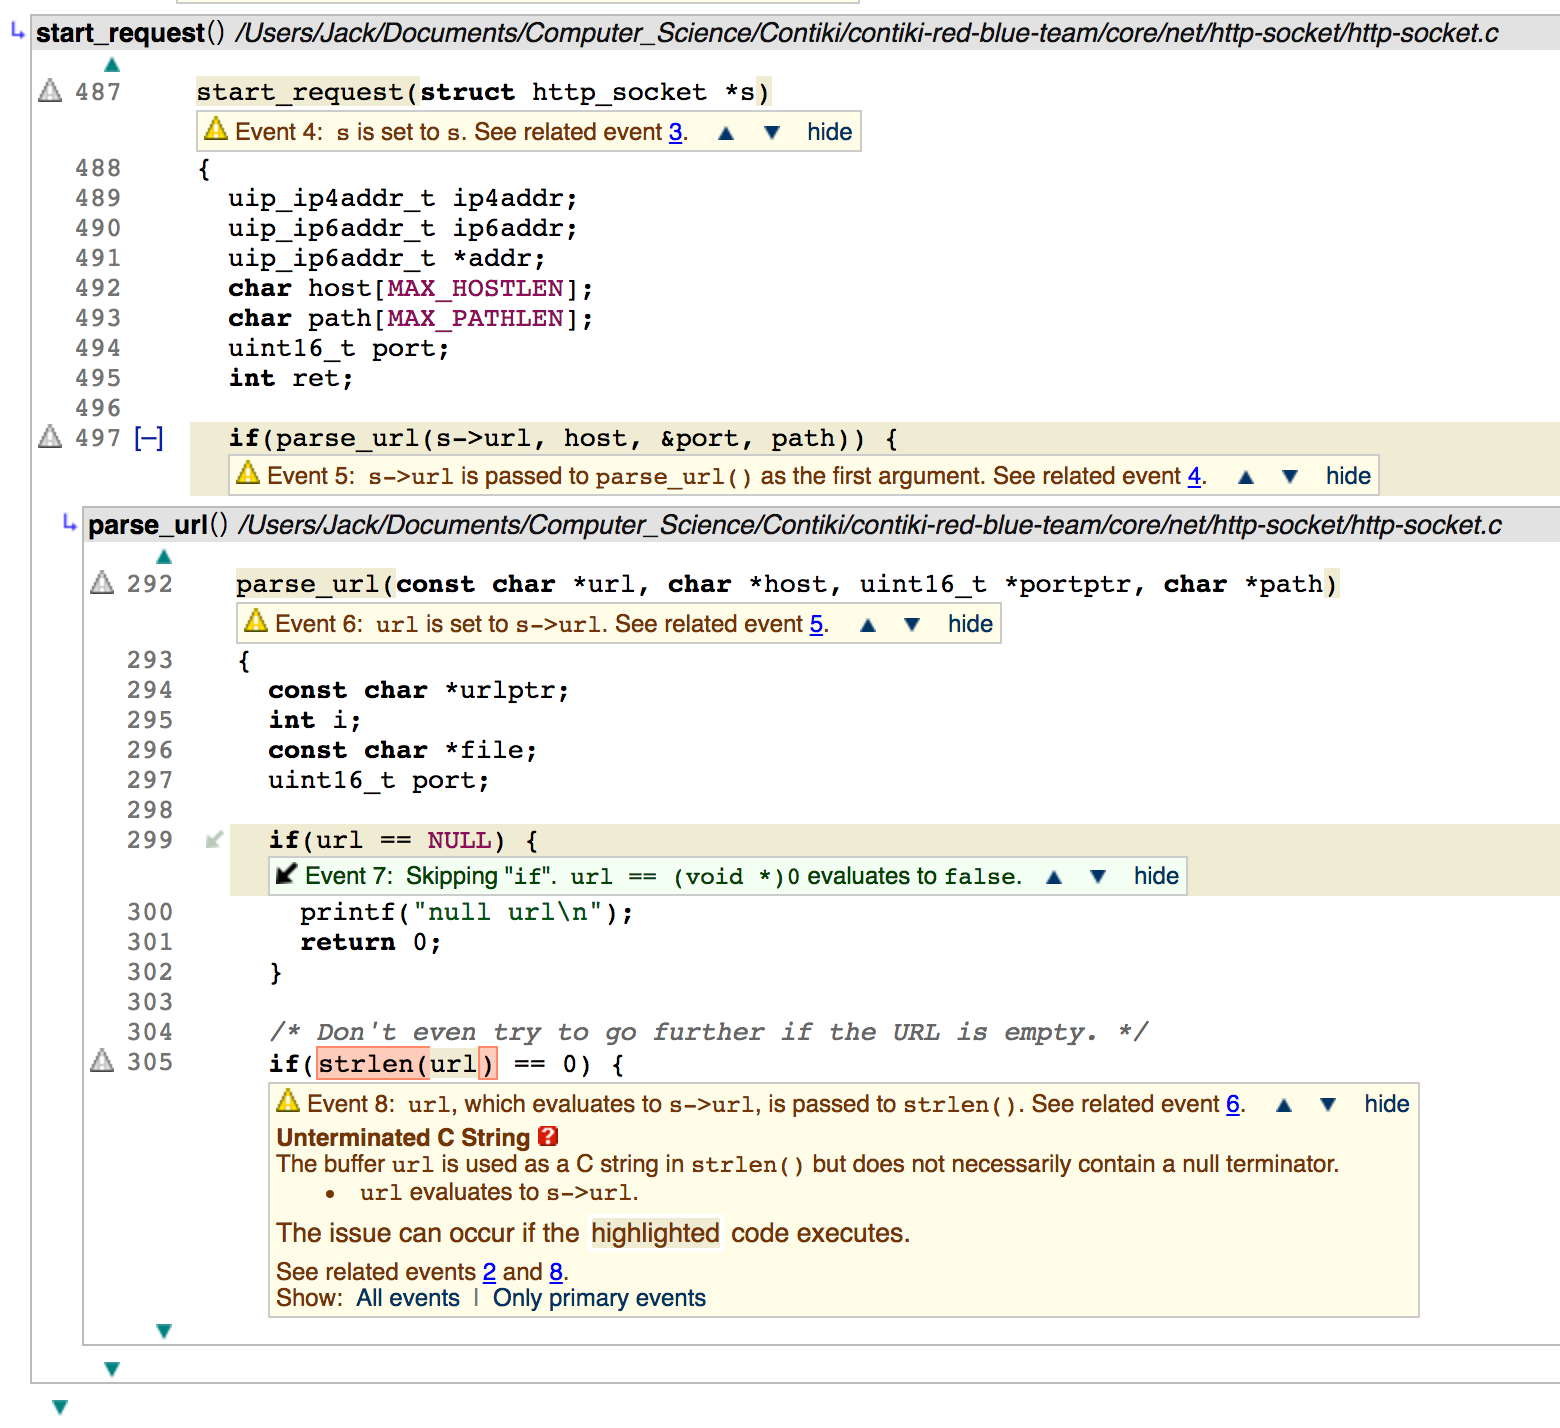 start_request() /Users/Jack/Documents/Computer_Science/Contiki/contiki-red-blue-team/core/net/http-socket/http-socket.c
487 start_request(struct http_socket *s)
Event 4: s is set to s. See related event 3. ▲ ▼ hide
488 {
489 uip_ip4addr_t ip4addr;
490 uip_ip6addr_t ip6addr;
491 uip_ip6addr_t *addr;
492 char host[MAX_HOSTLEN];
493 char path[MAX_PATHLEN];
494 uint16_t port;
495 int ret;
496
497 [−] if(parse_url(s->url, host, &port, path)) {
Event 5: s->url is passed to parse_url() as the first argument. See related event 4. ▲ ▼ hide
parse_url() /Users/Jack/Documents/Computer_Science/Contiki/contiki-red-blue-team/core/net/http-socket/http-socket.c
292 parse_url(const char *url, char *host, uint16_t *portptr, char *path)
Event 6: url is set to s->url. See related event 5. ▲ ▼ hide
293 {
294 const char *urlptr;
295 int i;
296 const char *file;
297 uint16_t port;
298
299 if(url == NULL) {
Event 7: Skipping "if". url == (void *)0 evaluates to false. ▲ ▼ hide
300 printf("null url\n");
301 return 0;
302 }
303
304 /* Don't even try to go further if the URL is empty. */
305 if(strlen(url) == 0) {
Event 8: url, which evaluates to s->url, is passed to strlen(). See related event 6. ▲ ▼ hide
Unterminated C String ?
The buffer url is used as a C string in strlen() but does not necessarily contain a null terminator.
• url evaluates to s->url.
The issue can occur if the highlighted code executes.
See related events 2 and 8.
Show: All events | Only primary events